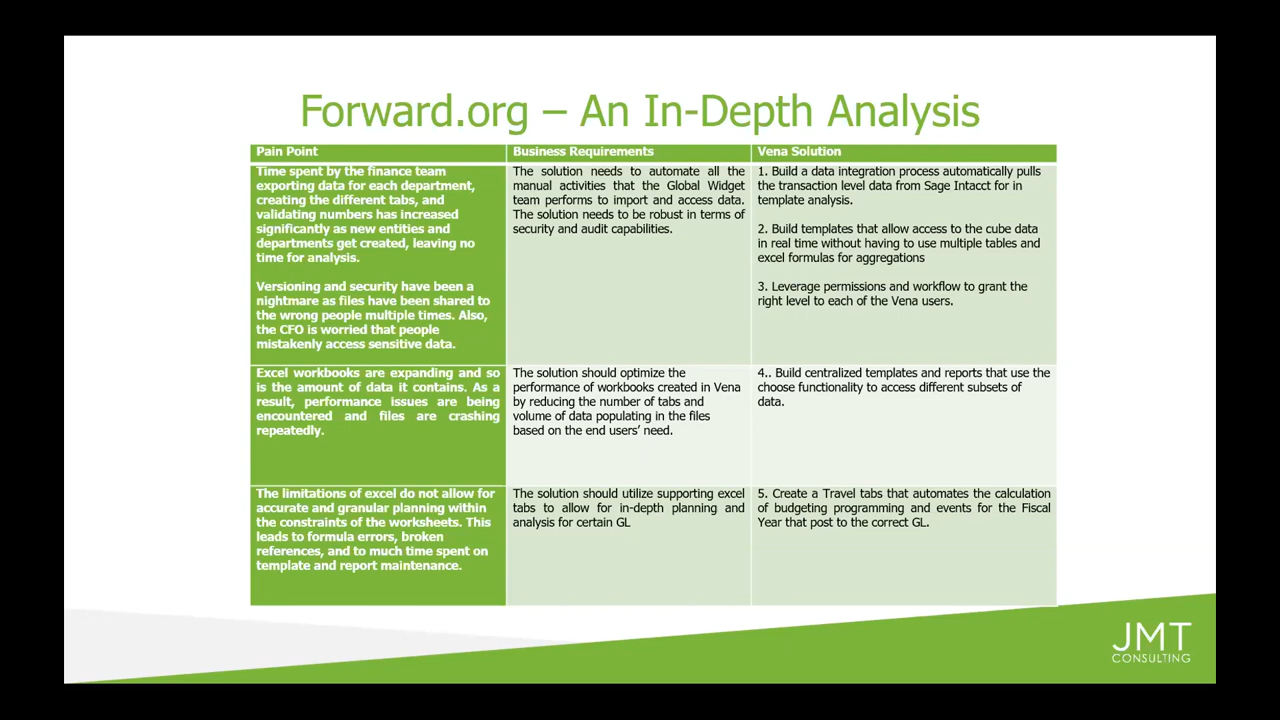 Forward.org – An In-Depth Analysis
Pain Point
Business Requirements
Vena Solution
Time spent by the finance team
exporting data for each department,
creating the different tabs, and
validating numbers has increased
significantly as new entities and
departments get created, leaving no
time for analysis.
Versioning and security have been a
nightmare as files have been shared to
the wrong people multiple times. Also,
the CFO is worried that people
mistakenly access sensitive data.
The solution needs to automate all the
manual activities that the Global Widget
team performs to import and access data.
The solution needs to be robust in terms of
security and audit capabilities.
1. Build a data integration process automatically pulls
the transaction level data from Sage Intacct for in
template analysis.
2. Build templates that allow access to the cube data
in real time without having to use multiple tables and
excel formulas for aggregations
3. Leverage permissions and workflow to grant the
right level to each of the Vena users.
Excel workbooks are expanding and so
is the amount of data it contains. As a
result, performance issues are being
encountered and files are crashing
repeatedly.
The solution should optimize the
performance of workbooks created in Vena
by reducing the number of tabs and
volume of data populating in the files
based on the end users' need.
4.. Build centralized templates and reports that use the
choose functionality to access different subsets of
data.
The limitations of excel do not allow for
accurate and granular planning within
the constraints of the worksheets. This
leads to formula errors, broken
references, and to much time spent on
template and report maintenance.
The solution should utilize supporting excel
tabs to allow for in-depth planning and
analysis for certain GL
5. Create a Travel tabs that automates the calculation
of budgeting programming and events for the Fiscal
Year that post to the correct GL.
JMT
CONSULTING